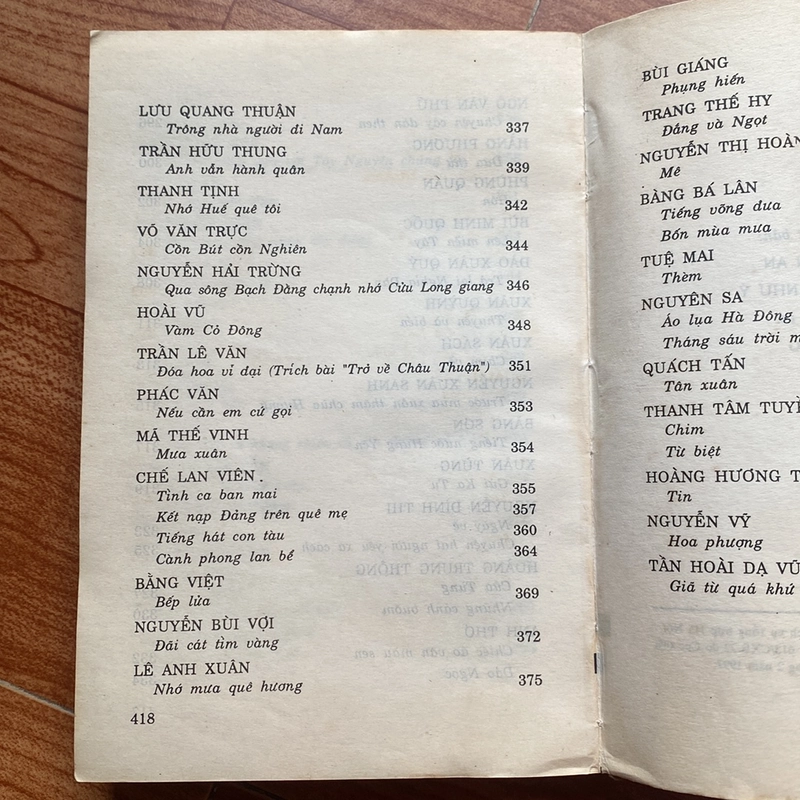 LƯU QUANG THUẬN
Trông nhà người đi Nam 337
TRẦN HỮU THUNG
Anh vẫn hành quân 339
THANH TỊNH
Nhớ Huế quê tôi 342
VÕ VĂN TRỰC
Cồn Bút cồn Nghiên 344
NGUYỄN HẢI TRỪNG
Qua sông Bạch Đằng chạnh nhớ Cửu Long giang 346
HOÀI VŨ
Vàm Cỏ Đông 348
TRẦN LÊ VĂN
Đóa hoa vĩ đại (Trích bài "Trở về Châu Thuận") 351
PHÁC VĂN
Nếu cần em cứ gọi 353
MÃ THẾ VINH
Mưa xuân 354
CHẾ LAN VIÊN
Tình ca ban mai 355
Kết nạp Đảng trên quê mẹ 357
Tiếng hát con tàu 360
Cành phong lan bể 364
BẰNG VIỆT
Bếp lửa 369
NGUYỄN BÙI VỢI
Đãi cát tìm vàng 372
LÊ ANH XUÂN
Nhớ mưa quê hương 375
418
BÙI GIÁNG
Phụng hiến
TRANG THẾ HY
Đắng và Ngọt
NGUYỄN THỊ
Mê
BÀNG BÁ LÂN
Tiếng võng đưa
Bốn mùa mưa
TUỆ MAI
Thèm
NGUYÊN SA
Áo lụa Hà Đông
Tháng sáu trời
QUÁCH TẤN
Tân xuân
THANH TÂM
Chim
Từ biệt
HOÀNG HƯƠNG
Tin
NGUYỄN VỸ
Hoa phượng
TẦN HOÀI DẠ VŨ
Giã từ quá khứ